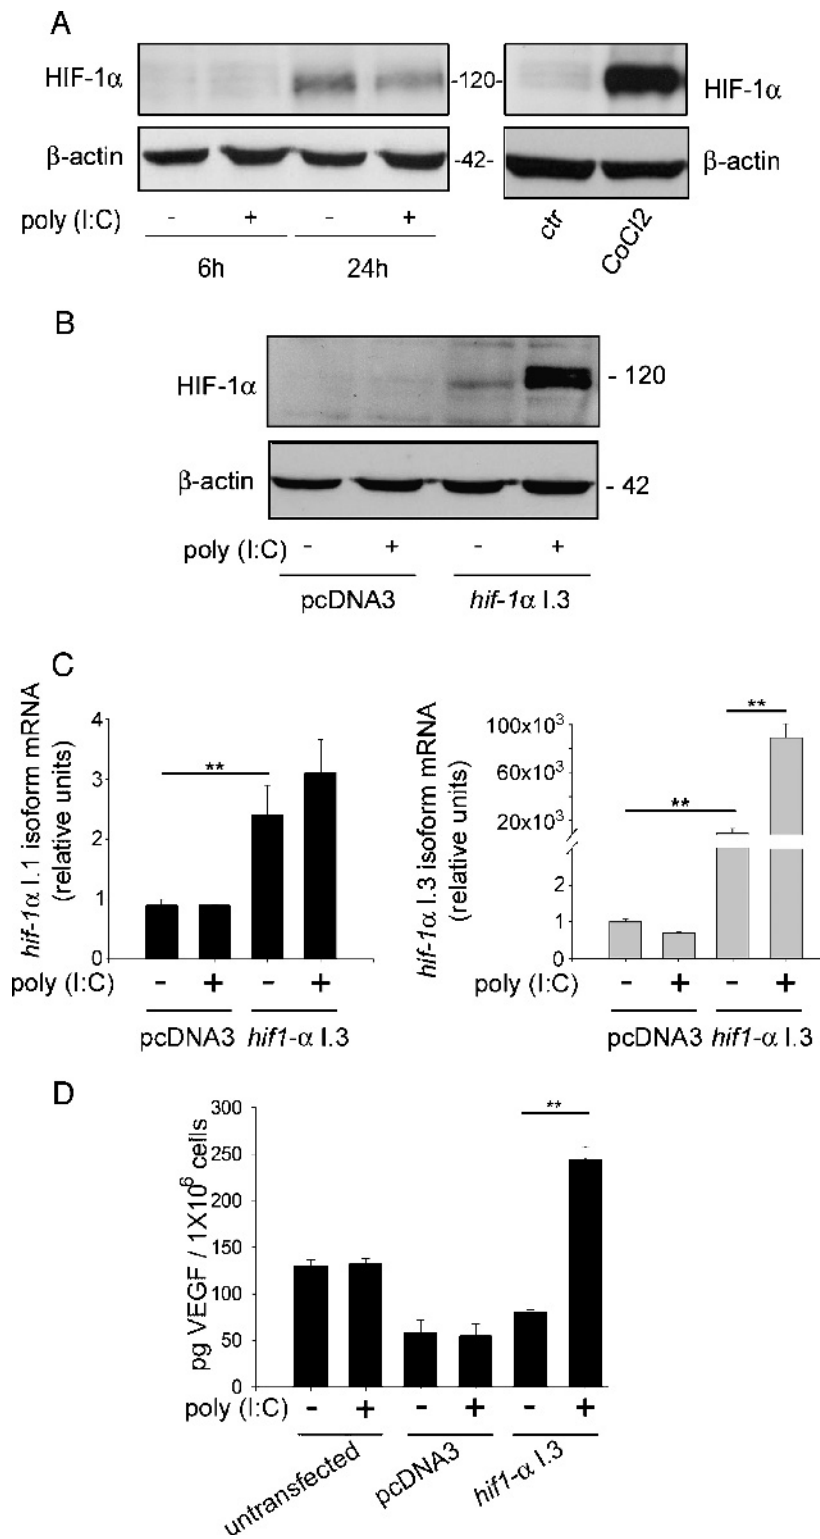 A
HIF-1α
-120-
HIF-1α
β-actin
-42-
β-actin
poly (I:C) - + - + ctr CoCl2
6h 24h
B
HIF-1α
- 120
β-actin
- 42
poly (I:C) - + - +
pcDNA3 hif-1α I.3
C
hif-1α I.1 isoform mRNA
(relative units)
4
3
2
1
0
poly (I:C) - + - +
pcDNA3 hif1-α I.3
**
hif-1α I.3 isoform mRNA
(relative units)
100x10³
60x10³
20x10³
2
1
0
**
**
poly (I:C) - + - +
pcDNA3 hif1-α I.3
D
pg VEGF / 1X10⁶ cells
300
250
200
150
100
50
0
**
poly (I:C) - + - + - +
untransfected pcDNA3 hif1-α I.3